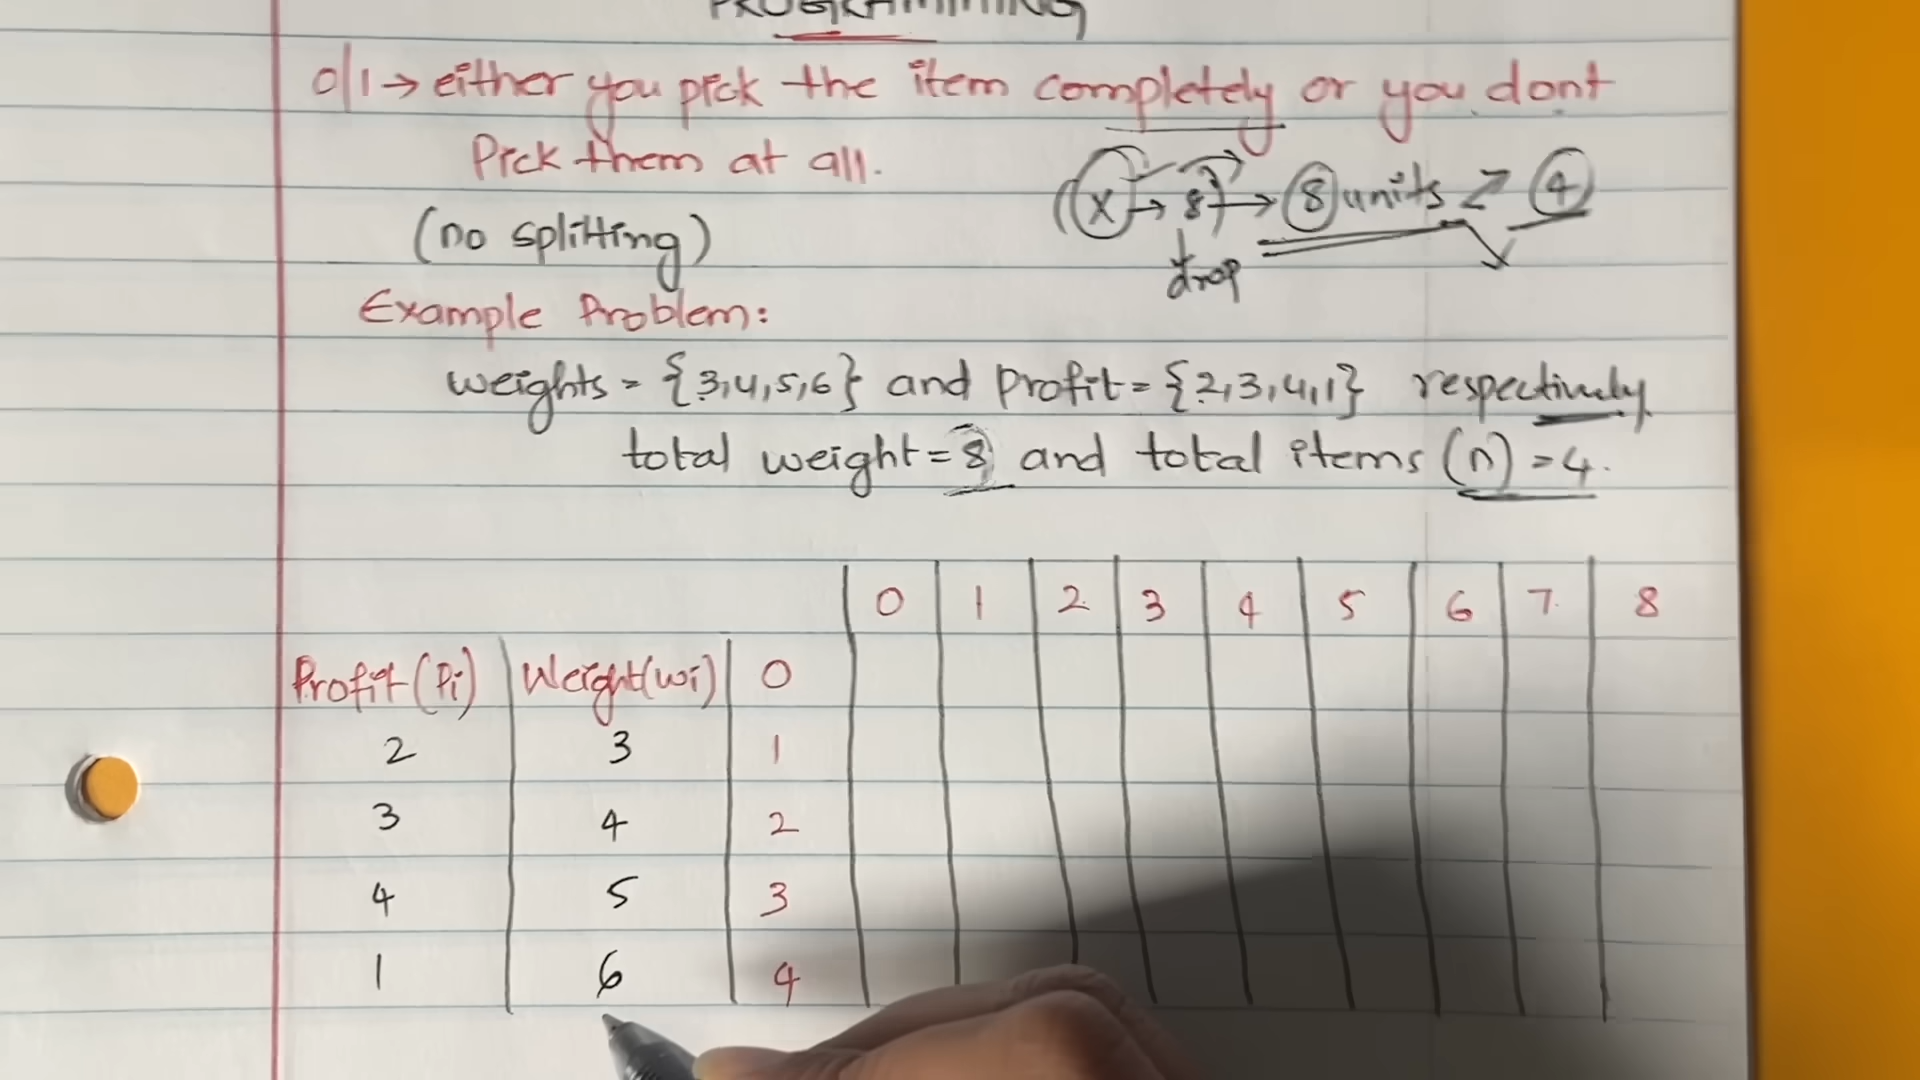 PROGRAMMING
0/1 → either you pick the item completely or you dont
Pick them at all.
(no splitting)
(x → 8) → 8 units ≥ 4
drop
Example Problem:
weights = {3,4,5,6} and Profit = {2,3,4,1} respectively
total weight = 8 and total items (n) = 4.
0 1 2 3 4 5 6 7 8
Profit (Pi) Weight (wi) 0
2 3 1
3 4 2
4 5 3
1 6 4